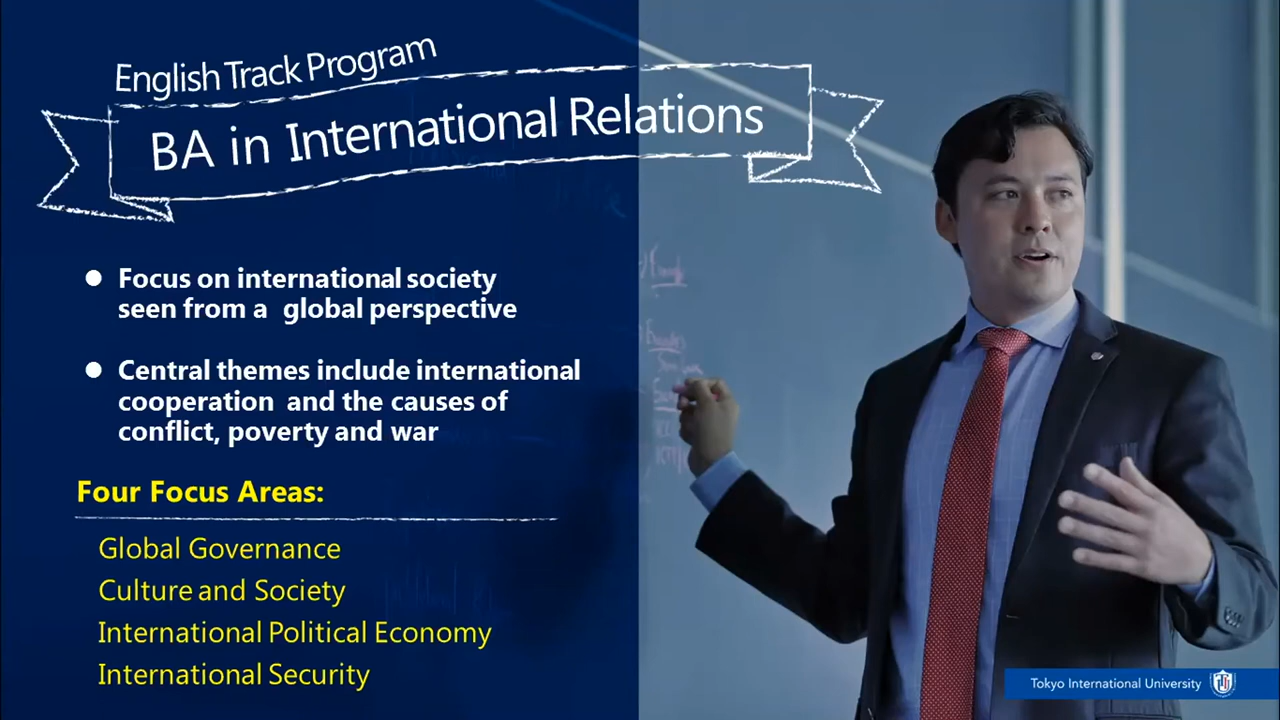 English Track Program
BA in International Relations
● Focus on international society
seen from a global perspective
● Central themes include international
cooperation and the causes of
conflict, poverty and war
Four Focus Areas:
Global Governance
Culture and Society
International Political Economy
International Security
Tokyo International University